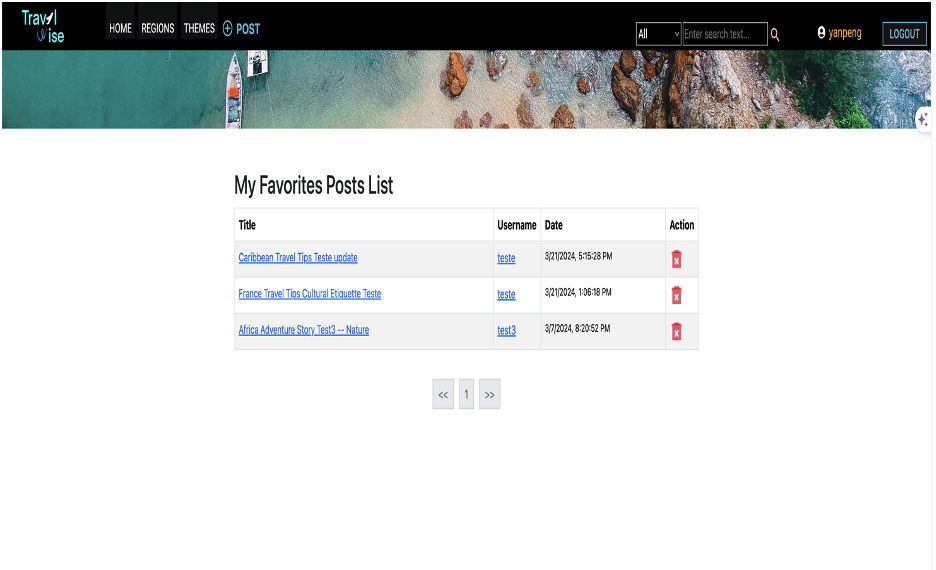 Travel
Wise
HOME REGIONS THEMES POST
All Enter search text... yanpeng LOGOUT
My Favorites Posts List
Title Username Date Action
Caribbean Travel Tips Teste update teste 3/21/2024, 5:15:28 PM
France Travel Tips Cultural Etiquette Teste teste 3/21/2024, 1:06:18 PM
Africa Adventure Story Test3 -- Nature test3 3/7/2024, 8:20:52 PM
<< 1 >>